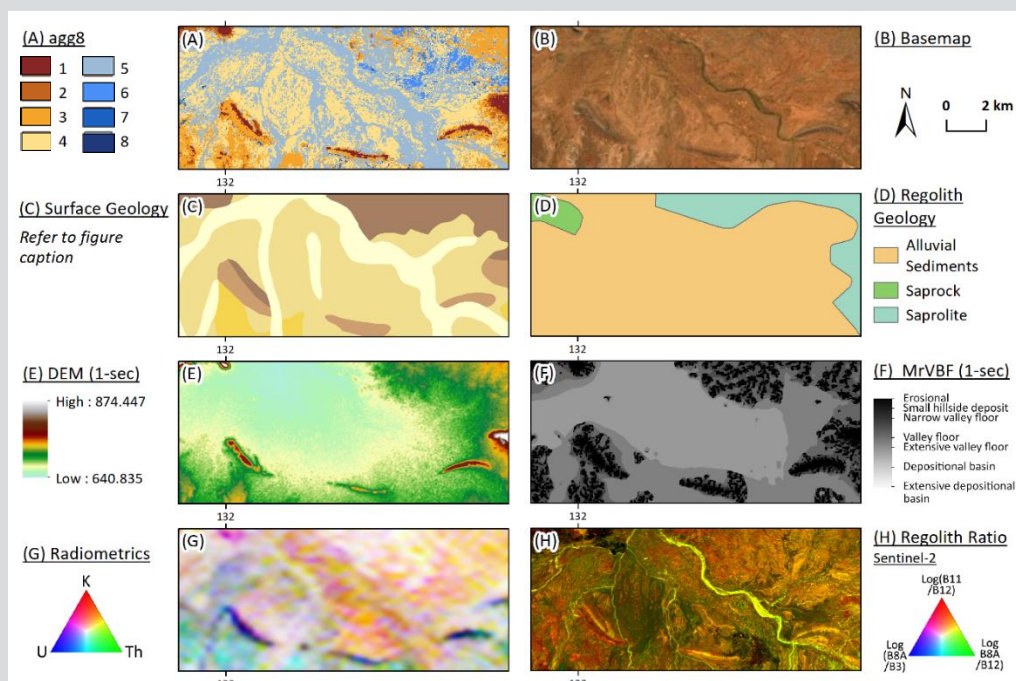 (A) agg8
1
5
2
6
3
7
4
8
132
(A)
(B)
(B) Basemap
N
0 2 km
132
(C) Surface Geology
Refer to figure
caption
(C)
(D)
(D) Regolith
Geology
Alluvial
Sediments
Saprock
Saprolite
132
132
(E) DEM (1-sec)
High : 874.447
Low : 640.835
(E)
(F)
(F) MrVBF (1-sec)
Erosional
Small hillside deposit
Narrow valley floor
Valley floor
Extensive valley floor
Depositional basin
Extensive depositional
basin
132
132
(G) Radiometrics
K
U Th
(G)
(H)
(H) Regolith Ratio
Sentinel-2
Log(B11
/B12)
Log
(B8A
/B3)
Log
B8A
/B12)